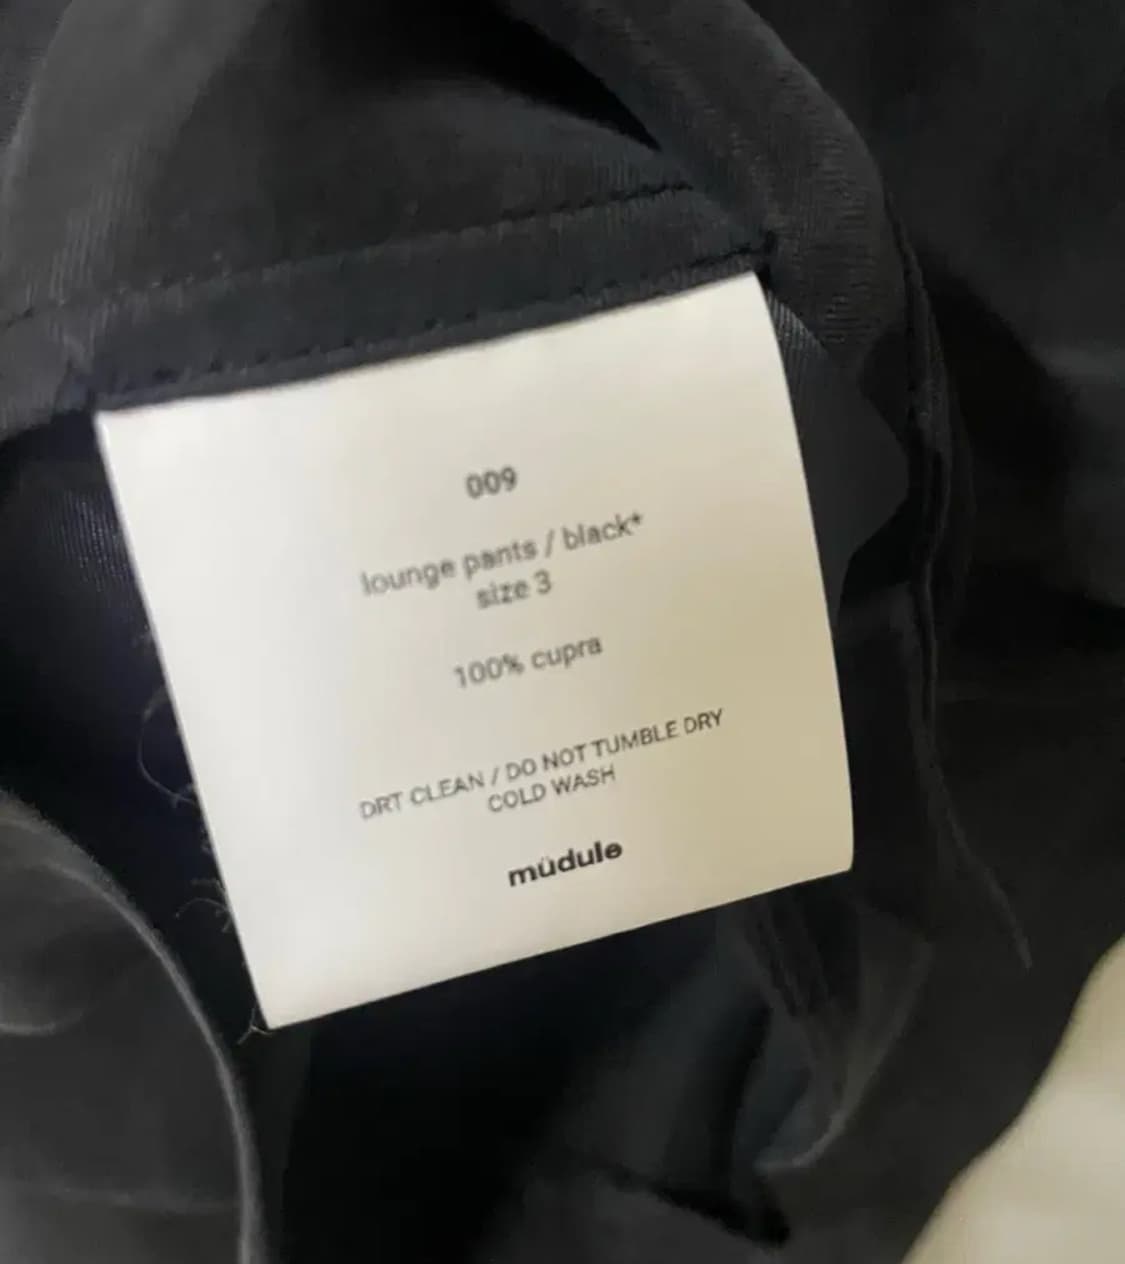 009
lounge pants / black*
size 3
100% cupra
DRT CLEAN / DO NOT TUMBLE DRY
COLD WASH
müdule